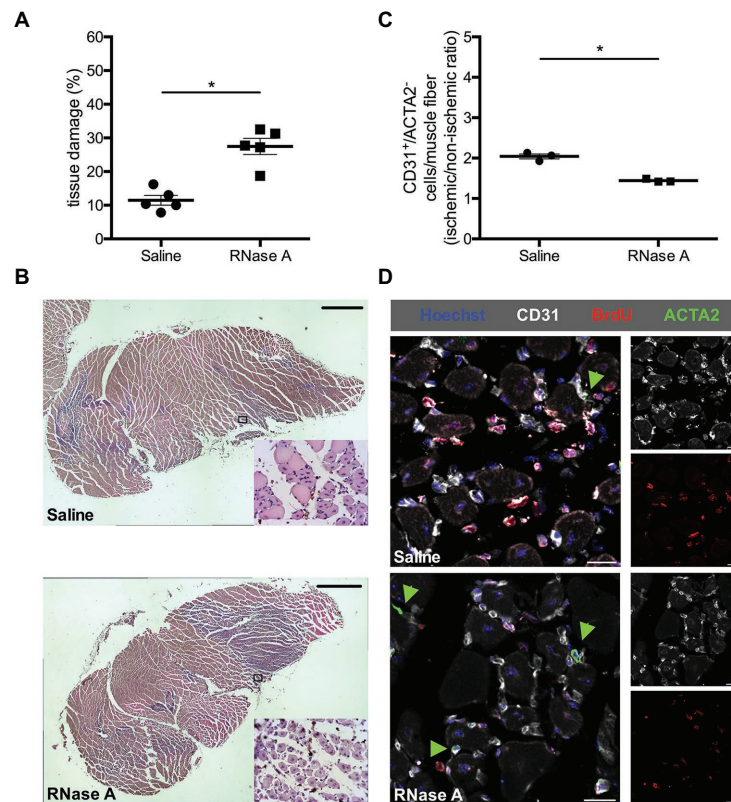 A
60
50
40
30
20
10
0
tissue damage (%)
*
Saline
RNase A
C
5
4
3
2
1
0
CD31⁺/ACTA2⁻
cells/muscle fiber
(ischemic/non-ischemic ratio)
*
Saline
RNase A
B
Saline
RNase A
D
Hoechst CD31 BrdU ACTA2
Saline
RNase A